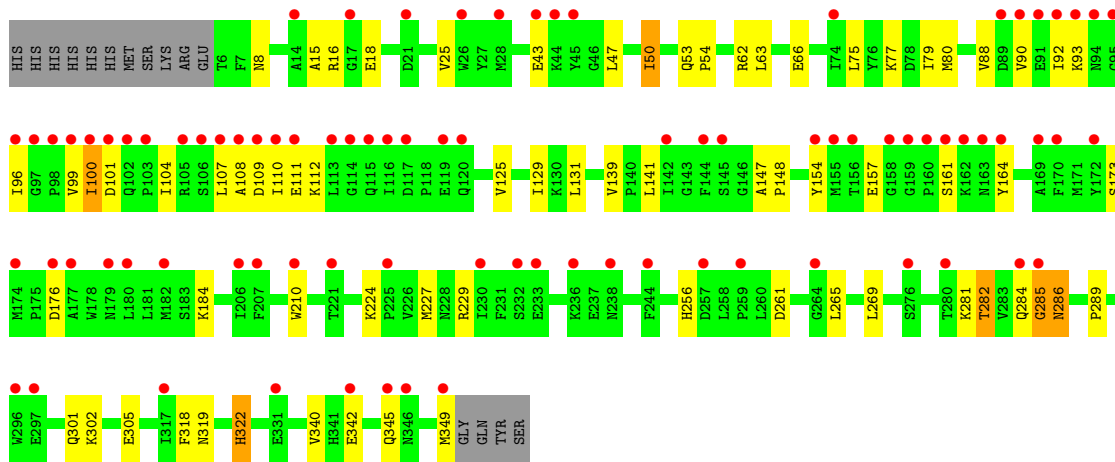 HIS HIS HIS HIS HIS HIS MET SER LYS ARG GLU T6 F7 N8 A14 A15 R16 G17 E18 D21 V25 W26 Y27 M28 E43 K44 Y45 G46 L47 I50 Q53 P54 R62 L63 E66 I74 L75 Y76 K77 D78 I79 M80 V88 D89 V90 E91 I92 K93 N94 G95
I96 G97 P98 V99 I100 D101 Q102 P103 I104 R105 S106 L107 A108 D109 I110 E111 K112 L113 G114 Q115 I116 D117 P118 E119 Q120 V125 I129 K130 L131 V139 P140 L141 I142 G143 F144 S145 G146 A147 P148 Y154 M155 T156 E157 G158 G159 P160 S161 K162 N163 Y164 A169 F170 M171 Y172 S173
M174 P175 D176 A177 W178 N179 L180 L181 M182 S183 K184 I206 F207 W210 T221 K224 P225 V226 M227 N228 R229 I230 F231 S232 E233 K236 E237 N238 F244 H256 D257 L258 P259 L260 D261 G264 L265 L269 S276 T280 K281 T282 V283 Q284 G285 N286 P289
W296 E297 Q301 K302 E305 I317 F318 N319 H322 E331 V340 H341 E342 Q345 N346 M349 GLY GLN TYR SER